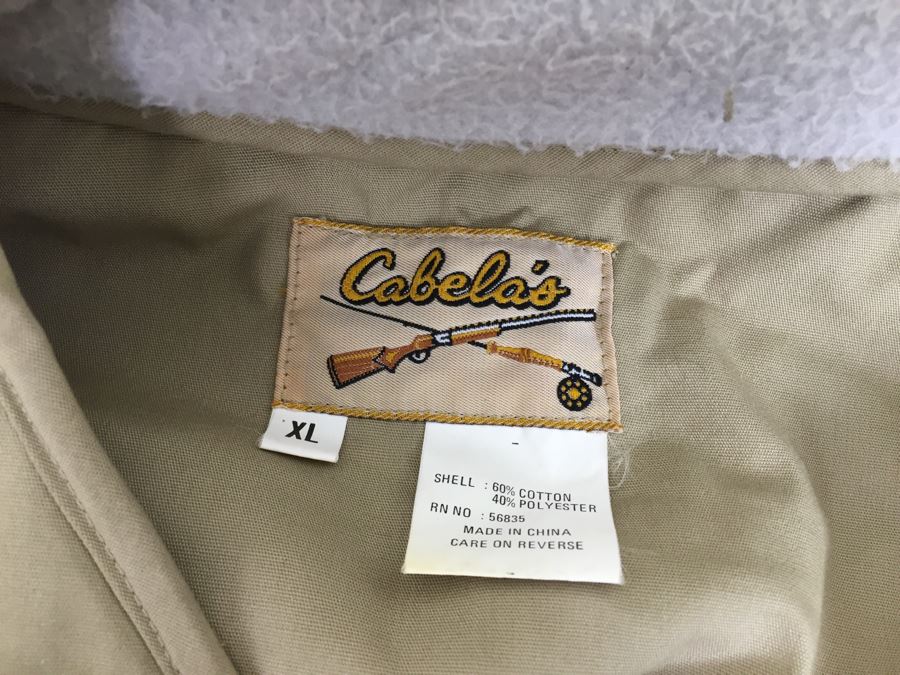 Cabela's
XL
-
SHELL : 60% COTTON
40% POLYESTER
RN NO : 56835
MADE IN CHINA
CARE ON REVERSE